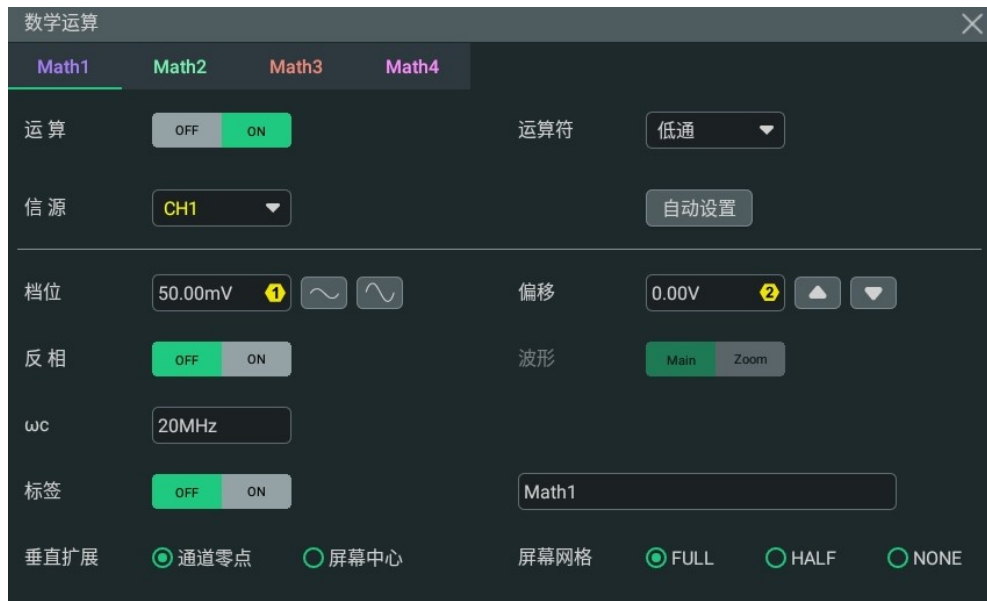 数学运算
Math1 Math2 Math3 Math4
运算 OFF ON 运算符 低通
信源 CH1 自动设置
档位 50.00mV 1 偏移 0.00V 2
反相 OFF ON 波形 Main Zoom
ωc 20MHz
标签 OFF ON Math1
垂直扩展 通道零点 屏幕中心 屏幕网格 FULL HALF NONE